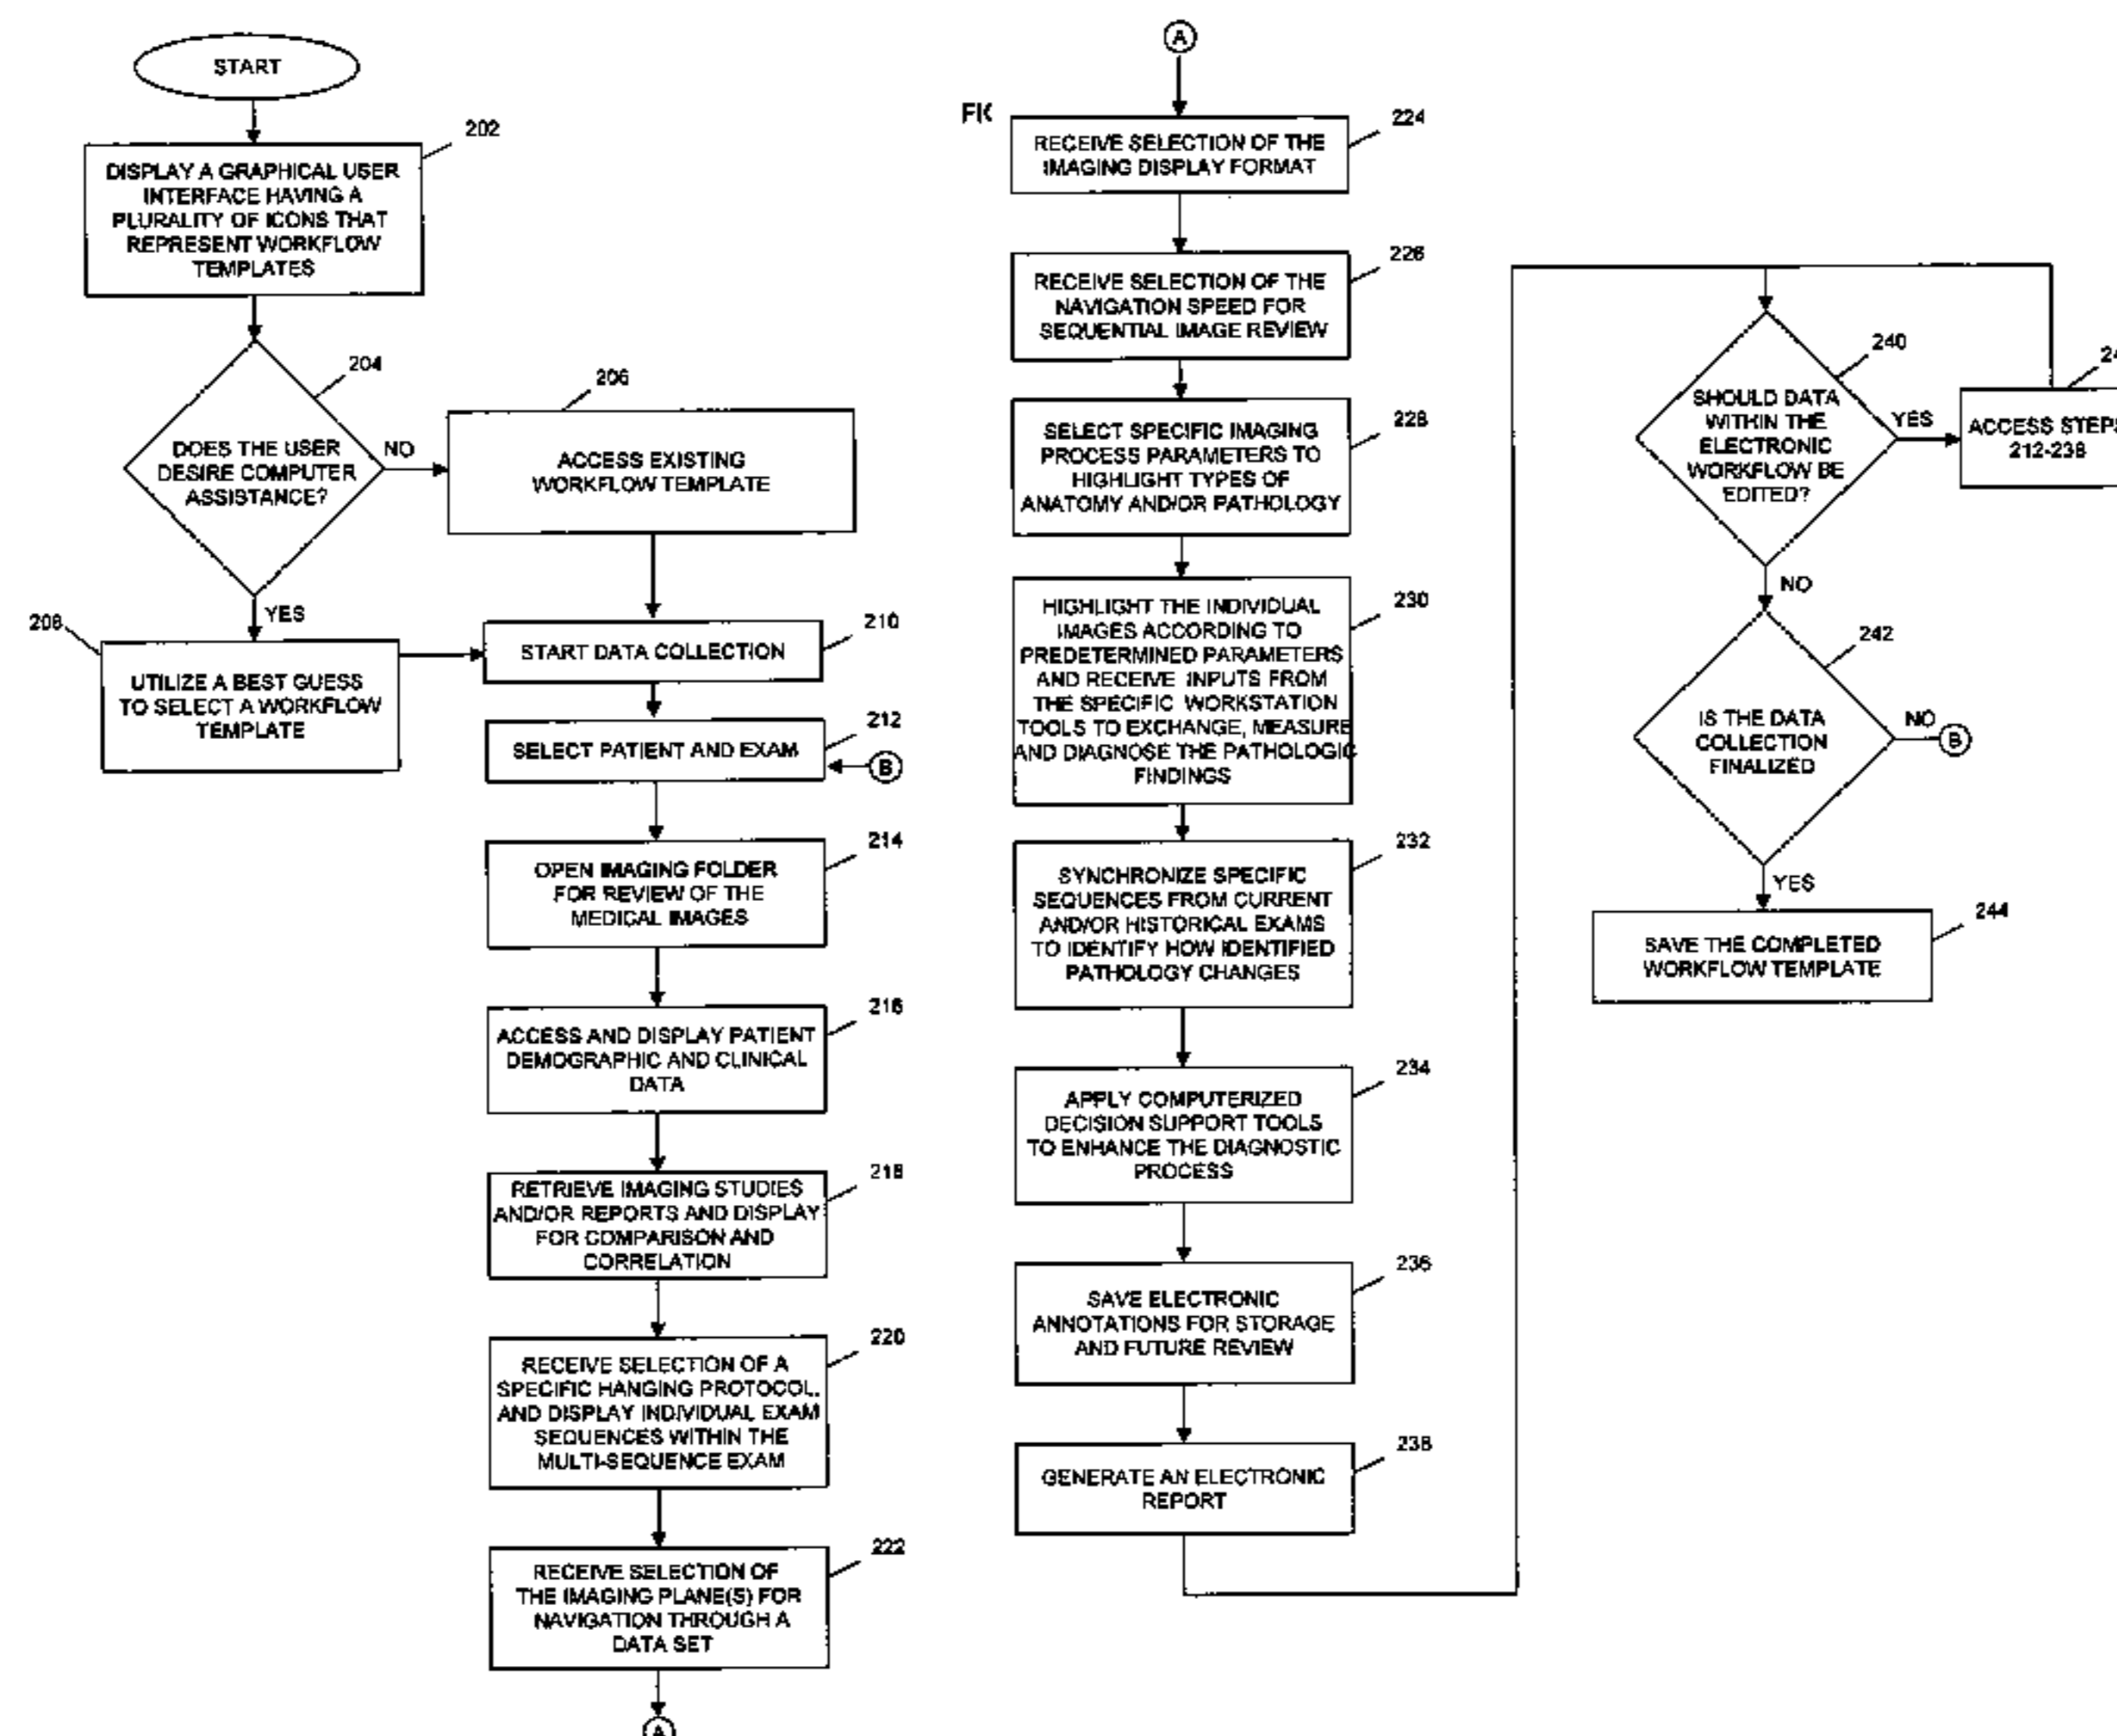 START
202
DISPLAY A GRAPHICAL USER
INTERFACE HAVING A
PLURALITY OF ICONS THAT
REPRESENT WORKFLOW
TEMPLATES
204
DOES THE USER
DESIRE COMPUTER
ASSISTANCE?
NO
206
ACCESS EXISTING
WORKFLOW TEMPLATE
YES
208
UTILIZE A BEST GUESS
TO SELECT A WORKFLOW
TEMPLATE
210
START DATA COLLECTION
212
SELECT PATIENT AND EXAM
B
214
OPEN IMAGING FOLDER
FOR REVIEW OF THE
MEDICAL IMAGES
216
ACCESS AND DISPLAY PATIENT
DEMOGRAPHIC AND CLINICAL
DATA
218
RETRIEVE IMAGING STUDIES
AND/OR REPORTS AND DISPLAY
FOR COMPARISON AND
CORRELATION
220
RECEIVE SELECTION OF A
SPECIFIC HANGING PROTOCOL,
AND DISPLAY INDIVIDUAL EXAM
SEQUENCES WITHIN THE
MULTI-SEQUENCE EXAM
222
RECEIVE SELECTION OF
THE IMAGING PLANE(S) FOR
NAVIGATION THROUGH A
DATA SET
A
A
224
RECEIVE SELECTION OF THE
IMAGING DISPLAY FORMAT
226
RECEIVE SELECTION OF THE
NAVIGATION SPEED FOR
SEQUENTIAL IMAGE REVIEW
228
SELECT SPECIFIC IMAGING
PROCESS PARAMETERS TO
HIGHLIGHT TYPES OF
ANATOMY AND/OR PATHOLOGY
230
HIGHLIGHT THE INDIVIDUAL
IMAGES ACCORDING TO
PREDETERMINED PARAMETERS
AND RECEIVE INPUTS FROM
THE SPECIFIC WORKSTATION
TOOLS TO EXCHANGE, MEASURE
AND DIAGNOSE THE PATHOLOGIC
FINDINGS
232
SYNCHRONIZE SPECIFIC
SEQUENCES FROM CURRENT
AND/OR HISTORICAL EXAMS
TO IDENTIFY HOW IDENTIFIED
PATHOLOGY CHANGES
234
APPLY COMPUTERIZED
DECISION SUPPORT TOOLS
TO ENHANCE THE DIAGNOSTIC
PROCESS
236
SAVE ELECTRONIC
ANNOTATIONS FOR STORAGE
AND FUTURE REVIEW
238
GENERATE AN ELECTRONIC
REPORT
240
SHOULD DATA
WITHIN THE
ELECTRONIC
WORKFLOW BE
EDITED?
YES
ACCESS STEPS
212-238
NO
242
IS THE DATA
COLLECTION
FINALIZED
NO
B
YES
244
SAVE THE COMPLETED
WORKFLOW TEMPLATE